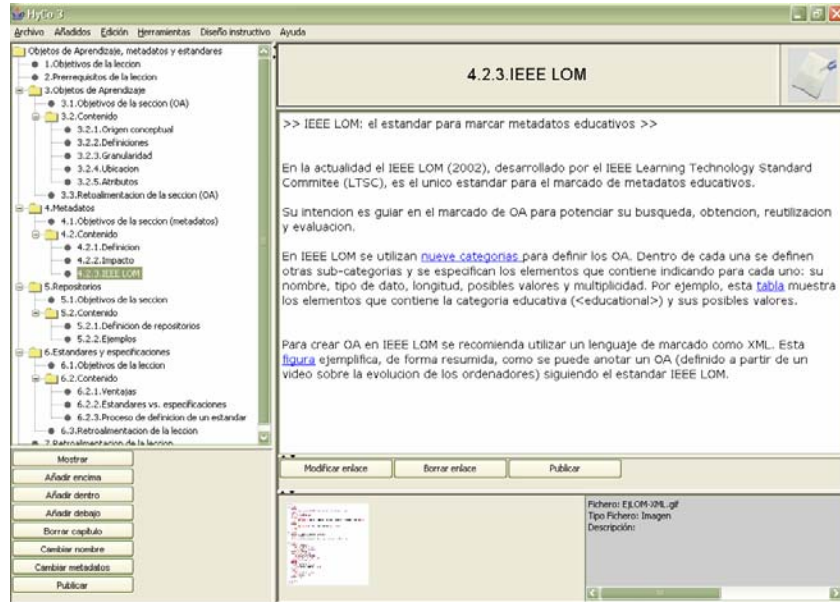 HyCo 3
Archivo Añadidos Edición Herramientas Diseño instructivo Ayuda
Objetos de Aprendizaje, metadatos y estandares
1.Objetivos de la leccion
2.Prerrequisitos de la leccion
3.Objetos de Aprendizaje
3.1.Objetivos de la seccion (OA)
3.2.Contenido
3.2.1.Origen conceptual
3.2.2.Definiciones
3.2.3.Granularidad
3.2.4.Ubicacion
3.2.5.Atributos
3.3.Retoalimentacion de la seccion (OA)
4.Metadatos
4.1.Objetivos de la seccion (metadatos)
4.2.Contenido
4.2.1.Definicion
4.2.2.Impacto
4.2.3.IEEE LOM
5.Repositorios
5.1.Objetivos de la seccion
5.2.Contenido
5.2.1.Definicion de repositorios
5.2.2.Ejemplos
6.Estandares y especificaciones
6.1.Objetivos de la leccion
6.2.Contenido
6.2.1.Ventajas
6.2.2.Estandares vs. especificaciones
6.2.3.Proceso de definicion de un estandar
6.3.Retroalimentacion de la leccion
7.Retroalimentacion de la leccion
Mostrar
Añadir encima
Añadir dentro
Añadir debajo
Borrar capítulo
Cambiar nombre
Cambiar metadatos
Publicar
4.2.3.IEEE LOM
>> IEEE LOM: el estandar para marcar metadatos educativos >>
En la actualidad el IEEE LOM (2002), desarrollado por el IEEE Learning Technology Standard
Commitee (LTSC), es el unico estandar para el marcado de metadatos educativos.
Su intencion es guiar en el marcado de OA para potenciar su busqueda, obtencion, reutilizacion
y evaluacion.
En IEEE LOM se utilizan nueve categorias para definir los OA. Dentro de cada una se definen
otras sub-categorias y se especifican los elementos que contiene indicando para cada uno: su
nombre, tipo de dato, longitud, posibles valores y multiplicidad. Por ejemplo, esta tabla muestra
los elementos que contiene la categoria educativa (<educational>) y sus posibles valores.
Para crear OA en IEEE LOM se recomienda utilizar un lenguaje de marcado como XML. Esta
figura ejemplifica, de forma resumida, como se puede anotar un OA (definido a partir de un
video sobre la evolucion de los ordenadores) siguiendo el estandar IEEE LOM.
Modificar enlace Borrar enlace Publicar
Fichero: EjLOM-XML.gif
Tipo Fichero: Imagen
Descripción: